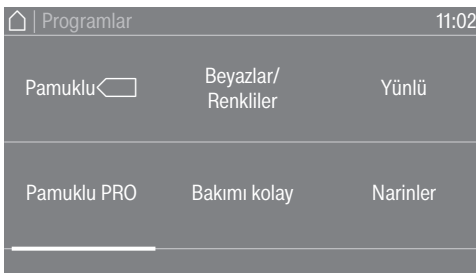 | Programlar 11:02
Pamuklu
Beyazlar/
Renkliler
Yünlü
Pamuklu PRO
Bakımı kolay
Narinler